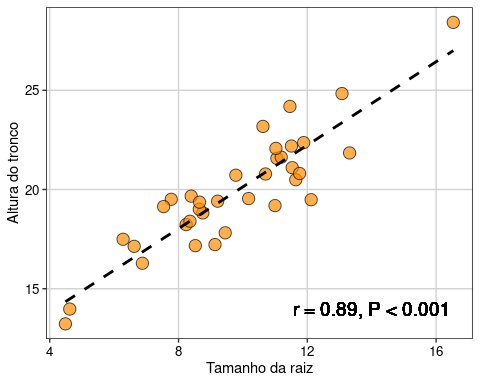 25
20
15
Altura do tronco
r = 0.89, P < 0.001
4
8
12
16
Tamanho da raiz